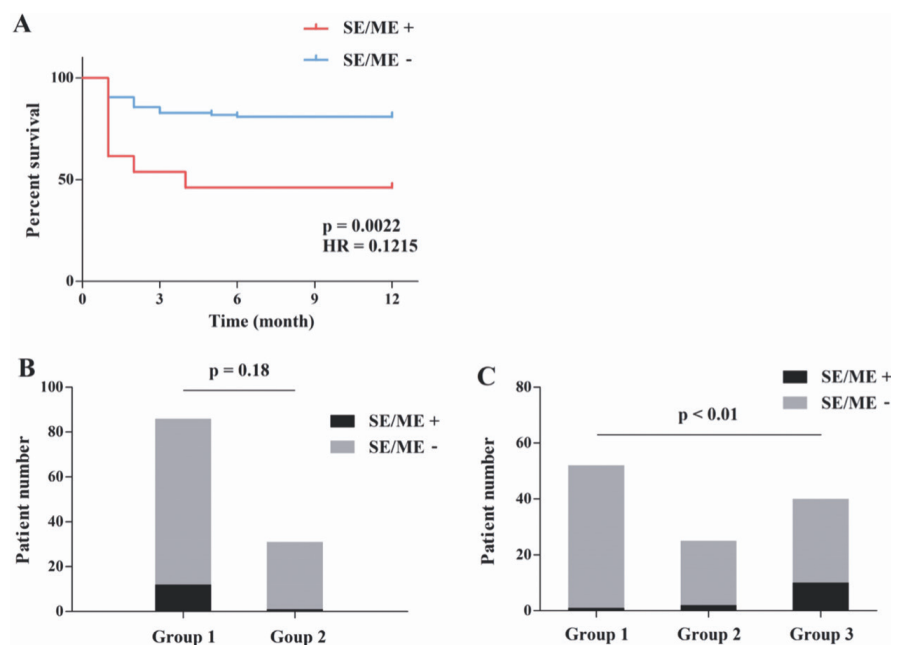 A
SE/ME +
SE/ME -
100
50
0
Percent survival
p = 0.0022
HR = 0.1215
0 3 6 9 12
Time (month)
B
p = 0.18
100
80
60
40
20
0
Patient number
SE/ME +
SE/ME -
Group 1 Goup 2
C
SE/ME +
SE/ME -
p < 0.01
80
60
40
20
0
Patient number
Group 1 Group 2 Group 3